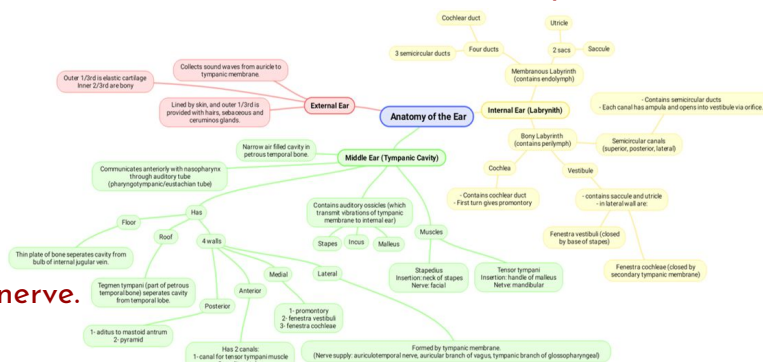 Cochlear duct
Utricle
3 semicircular ducts
Four ducts
2 sacs
Saccule
Membranous Labyrinth
(contains endolymph)
Collects sound waves from auricle to
tympanic membrane.
Outer 1/3rd is elastic cartilage
Inner 2/3rd are bony
Lined by skin, and outer 1/3rd is
provided with hairs, sebaceous and
ceruminos glands.
External Ear
Anatomy of the Ear
Internal Ear (Labrynith)
- Contains semicircular ducts
- Each canal has ampula and opens into vestibule via orifice.
Bony Labyrinth
(contains perilymph)
Semicircular canals
(superior, posterior, lateral)
Cochlea
Vestibule
- Contains cochlear duct
- First turn gives promontory
- contains saccule and utricle
- in lateral wall are:
Fenestra vestibuli (closed
by base of stapes)
Fenestra cochleae (closed by
secondary tympanic membrane)
Narrow air filled cavity in
petrous temporal bone.
Middle Ear (Tympanic Cavity)
Communicates anteriorly with nasopharynx
through auditory tube
(pharyngotympanic/eustachian tube)
Contains auditory ossicles (which
transmit vibrations of tympanic
membrane to internal ear)
Stapes
Incus
Malleus
Muscles
Stapedius
Insertion: neck of stapes
Nerve: facial
Tensor tympani
Insertion: handle of malleus
Netve: mandibular
Has
Floor
Roof
4 walls
Thin plate of bone seperates cavity from
bulb of internal jugular vein.
Tegmen tympani (part of petrous
temporal bone) seperates cavity
from temporal lobe.
Posterior
Anterior
Medial
Lateral
1- aditus to mastoid antrum
2- pyramid
Has 2 canals:
1- canal for tensor tympani muscle
1- promontory
2- fenestra vestibuli
3- fenestra cochleae
Formed by tympanic membrane.
(Nerve supply: auriculotemporal nerve, auricular branch of vagus, tympanic branch of glossopharyngeal)
nerve.